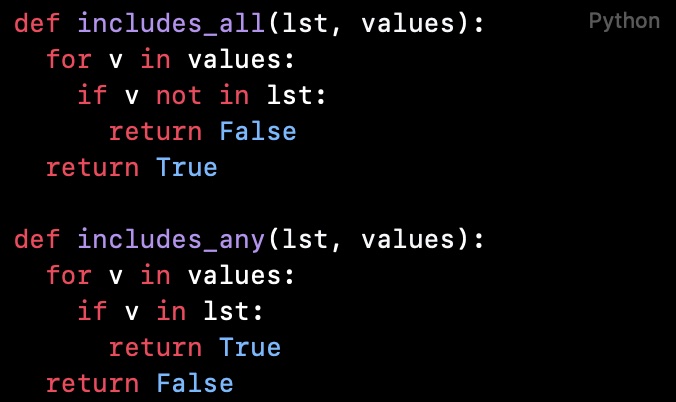 Python
def includes_all(lst, values):
  for v in values:
    if v not in lst:
      return False
  return True

def includes_any(lst, values):
  for v in values:
    if v in lst:
      return True
  return False